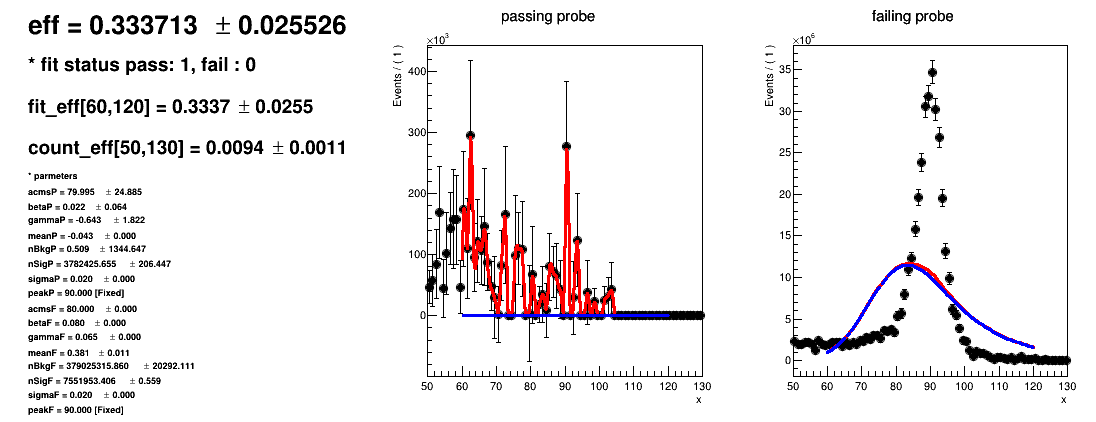 eff = 0.333713 ± 0.025526
* fit status pass: 1, fail : 0
fit_eff[60,120] = 0.3337 ± 0.0255
count_eff[50,130] = 0.0094 ± 0.0011
* parmeters
acmsP = 79.995 ± 24.885
betaP = 0.022 ± 0.064
gammaP = -0.643 ± 1.822
meanP = -0.043 ± 0.000
nBkgP = 0.509 ± 1344.647
nSigP = 3782425.655 ± 206.447
sigmaP = 0.020 ± 0.000
peakP = 90.000 [Fixed]
acmsF = 80.000 ± 0.000
betaF = 0.080 ± 0.000
gammaF = 0.065 ± 0.000
meanF = 0.381 ± 0.011
nBkgF = 379025315.860 ± 20292.111
nSigF = 7551953.406 ± 0.559
sigmaF = 0.020 ± 0.000
peakF = 90.000 [Fixed]
passing probe
×10³
Events / ( 1 )
400
300
200
100
0
50 60 70 80 90 100 110 120 130
x
failing probe
×10⁶
Events / ( 1 )
35
30
25
20
15
10
5
0
50 60 70 80 90 100 110 120 130
x